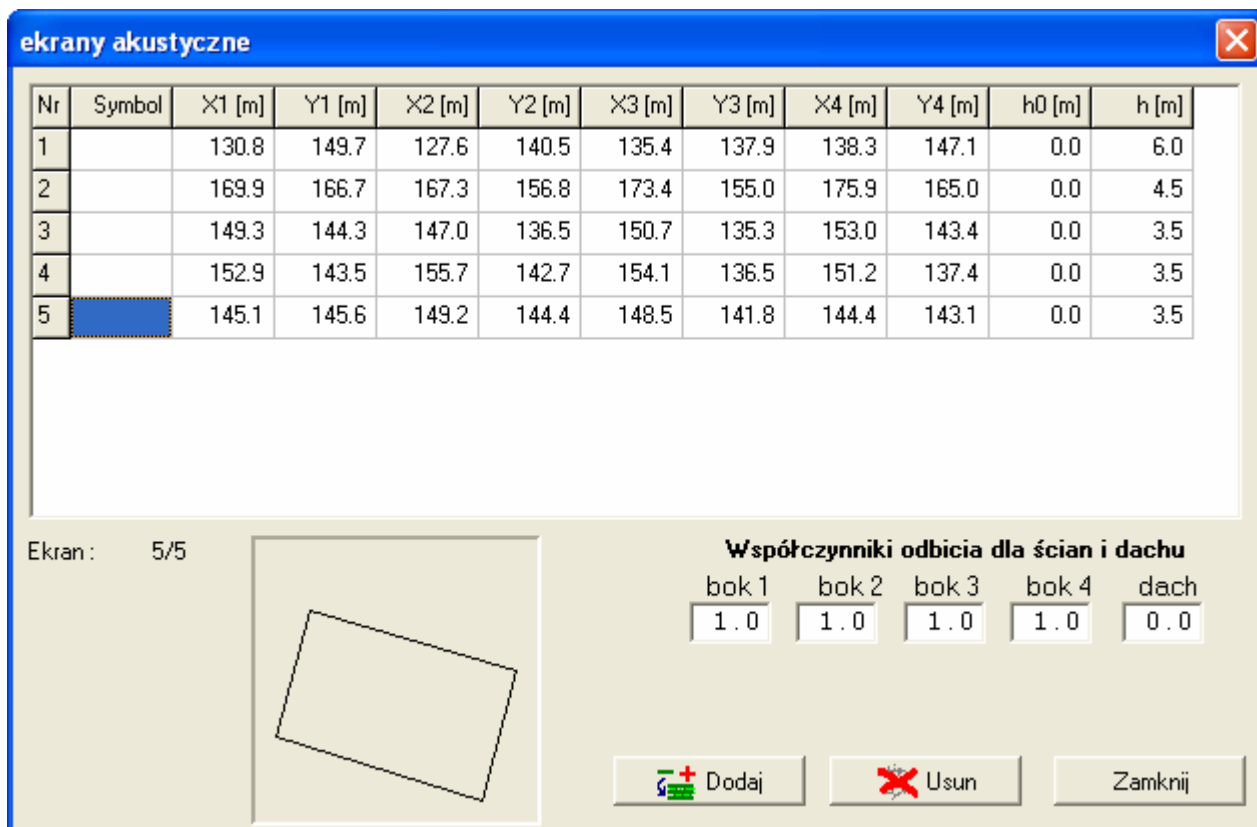 ekrany akustyczne
Nr Symbol X1 [m] Y1 [m] X2 [m] Y2 [m] X3 [m] Y3 [m] X4 [m] Y4 [m] h0 [m] h [m]
1 130.8 149.7 127.6 140.5 135.4 137.9 138.3 147.1 0.0 6.0
2 169.9 166.7 167.3 156.8 173.4 155.0 175.9 165.0 0.0 4.5
3 149.3 144.3 147.0 136.5 150.7 135.3 153.0 143.4 0.0 3.5
4 152.9 143.5 155.7 142.7 154.1 136.5 151.2 137.4 0.0 3.5
5 145.1 145.6 149.2 144.4 148.5 141.8 144.4 143.1 0.0 3.5
Ekran : 5/5
Współczynniki odbicia dla ścian i dachu
bok 1 bok 2 bok 3 bok 4 dach
1.0 1.0 1.0 1.0 0.0
Dodaj Usun Zamknij